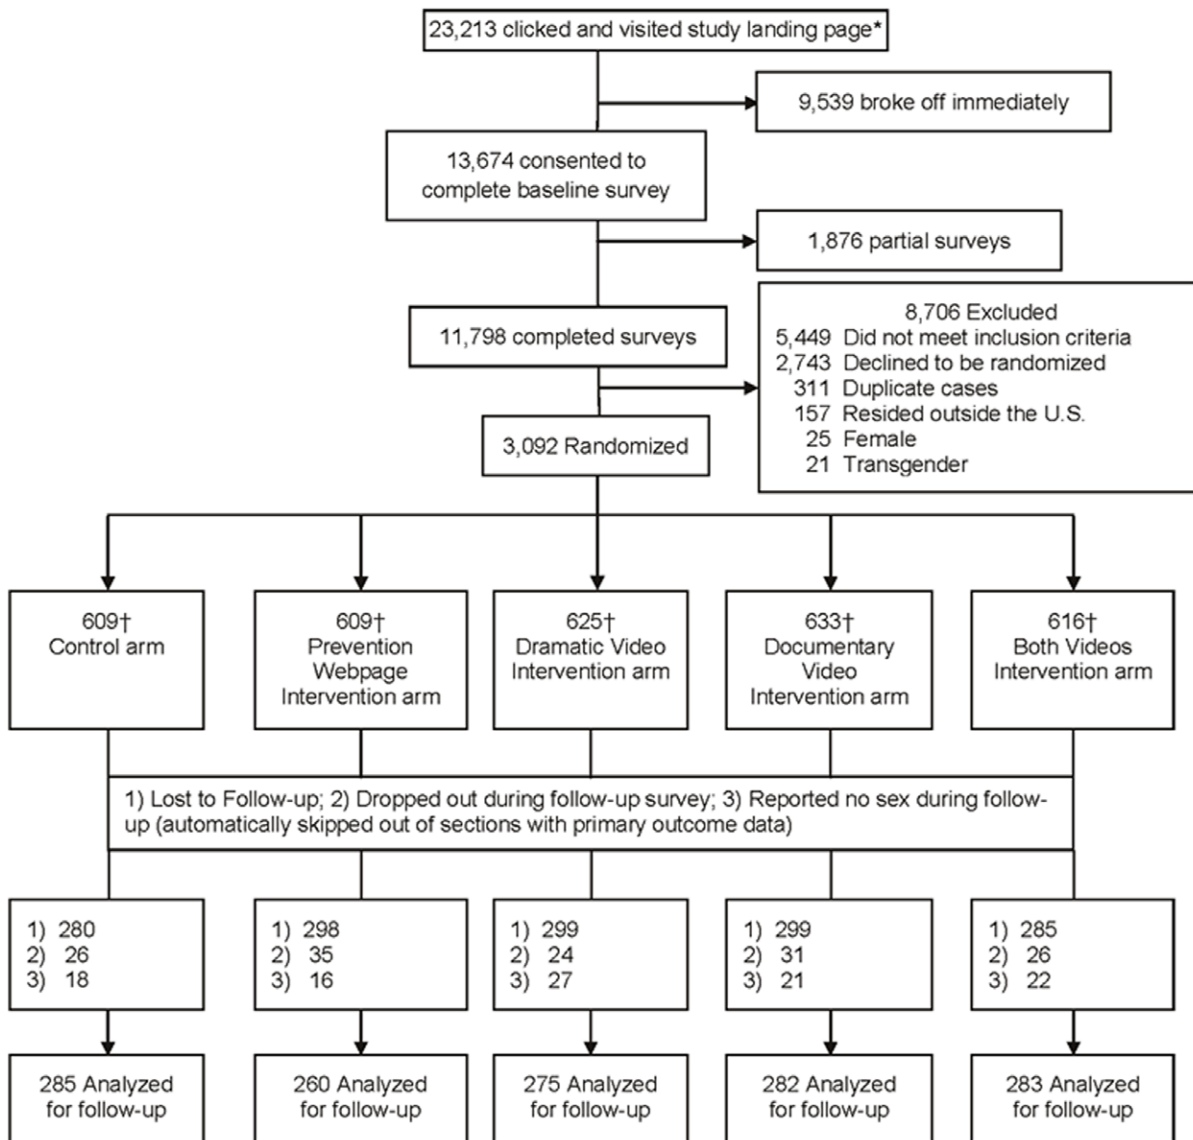 23,213 clicked and visited study landing page*
9,539 broke off immediately
13,674 consented to
complete baseline survey
1,876 partial surveys
11,798 completed surveys
8,706 Excluded
5,449 Did not meet inclusion criteria
2,743 Declined to be randomized
311 Duplicate cases
157 Resided outside the U.S.
25 Female
21 Transgender
3,092 Randomized
609†
Control arm
609†
Prevention
Webpage
Intervention arm
625†
Dramatic Video
Intervention arm
633†
Documentary
Video
Intervention arm
616†
Both Videos
Intervention arm
1) Lost to Follow-up; 2) Dropped out during follow-up survey; 3) Reported no sex during follow-
up (automatically skipped out of sections with primary outcome data)
1) 280
2) 26
3) 18
1) 298
2) 35
3) 16
1) 299
2) 24
3) 27
1) 299
2) 31
3) 21
1) 285
2) 26
3) 22
285 Analyzed
for follow-up
260 Analyzed
for follow-up
275 Analyzed
for follow-up
282 Analyzed
for follow-up
283 Analyzed
for follow-up